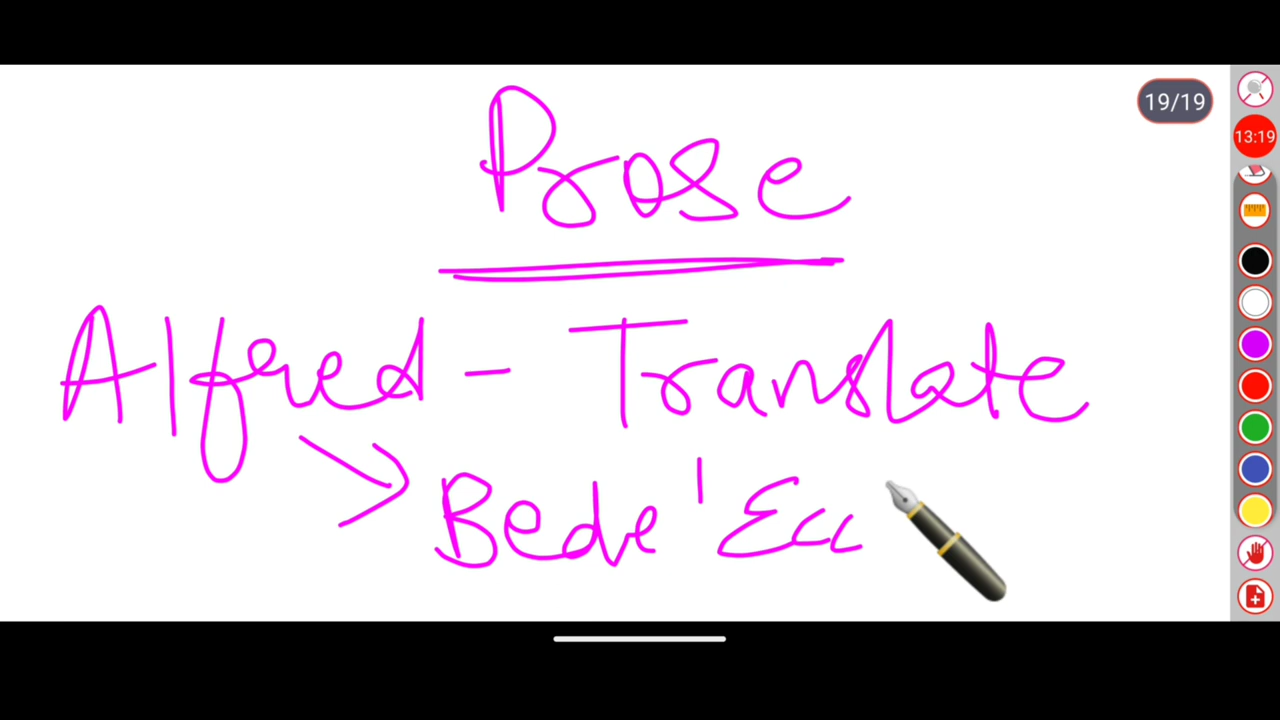 Prose
19/19
13:19
Alfred - Translate
Bede' Ecc